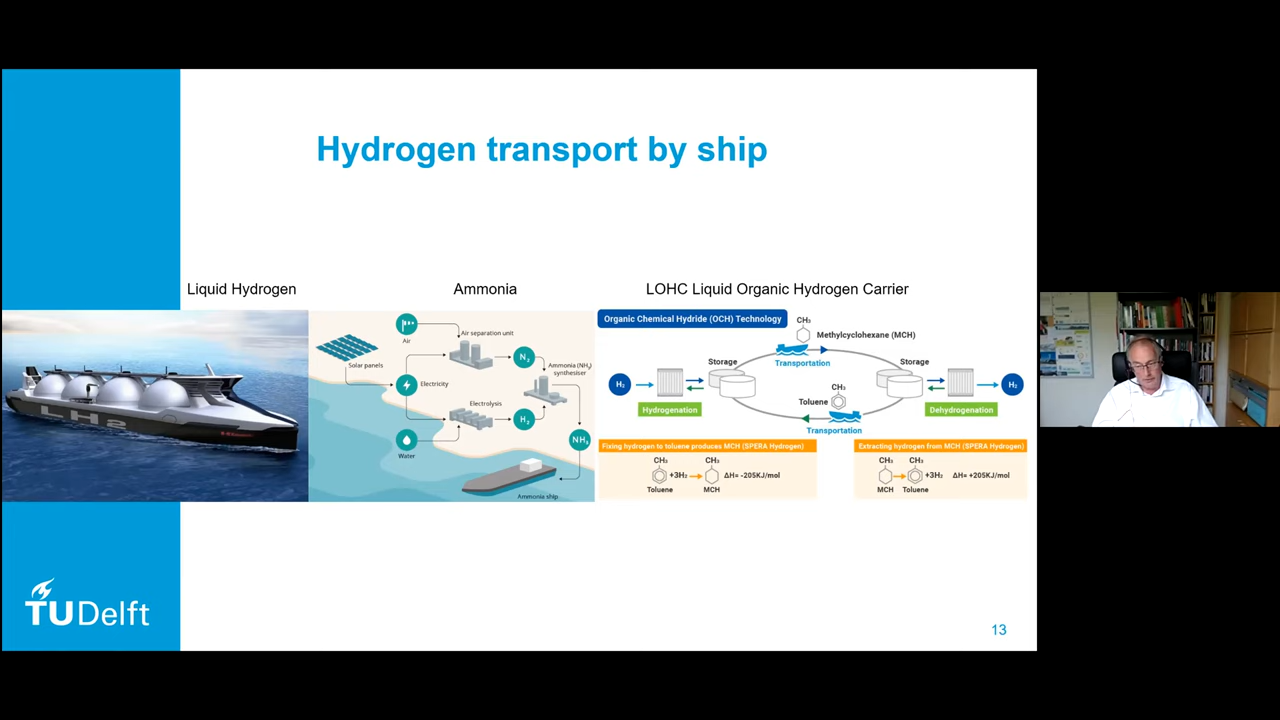 Hydrogen transport by ship
Liquid Hydrogen
Ammonia
LOHC Liquid Organic Hydrogen Carrier
LH2
Air
Solar panels
Air separation unit
N₂
Ammonia (NH₃)
synthesiser
Electricity
Electrolysis
H₂
Water
NH₃
Ammonia ship
Organic Chemical Hydride (OCH) Technology
CH₃
Methylcyclohexane (MCH)
Transportation
Storage
Storage
H₂
Hydrogenation
CH₃
Toluene
Transportation
Dehydrogenation
H₂
Fixing hydrogen to toluene produces MCH (SPERA Hydrogen)
CH₃ CH₃
+3H₂ ΔH= -205KJ/mol
Toluene MCH
Extracting hydrogen from MCH (SPERA Hydrogen)
CH₃ CH₃
+3H₂ ΔH= +205KJ/mol
MCH Toluene
TUDelft
13